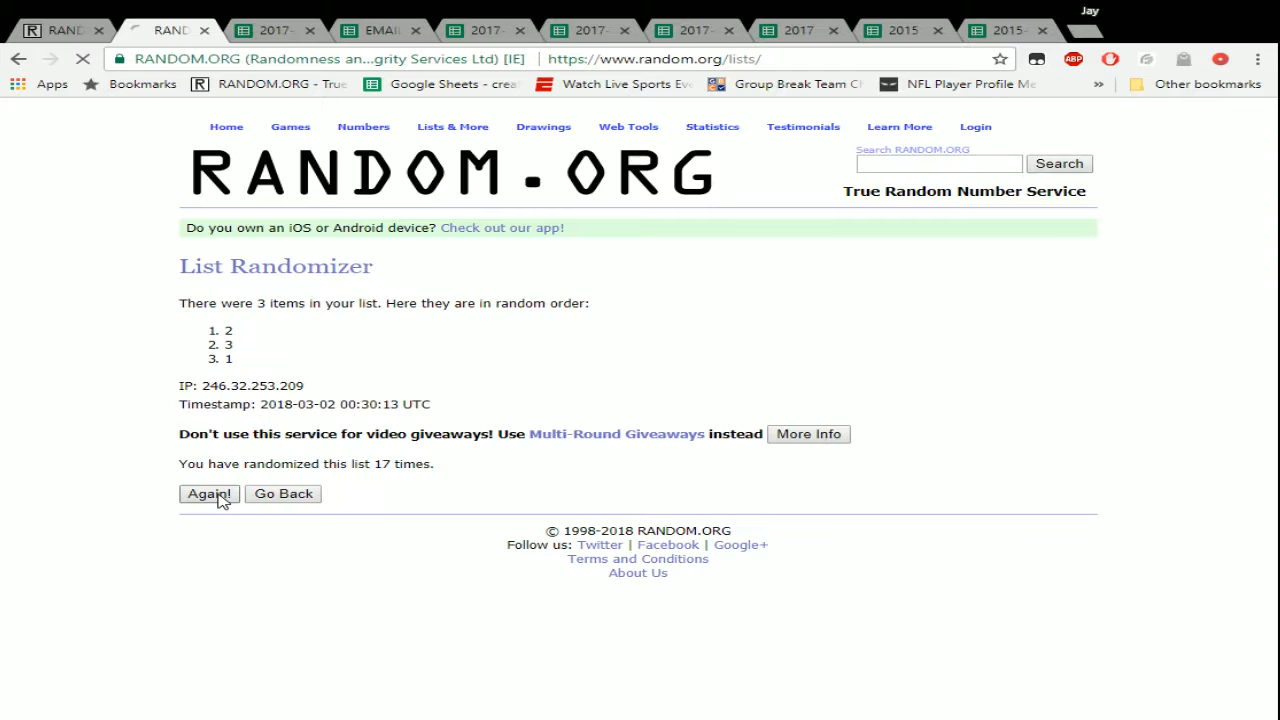 Jay
RAND
RAND
2017-
EMAIL
2017-
2017-
2017-
2017
2015
2015-
RANDOM.ORG (Randomness an...grity Services Ltd) [IE]
https://www.random.org/lists/
ABP
Apps
Bookmarks
RANDOM.ORG - True
Google Sheets - crea
Watch Live Sports Eve
Group Break Team Ch
NFL Player Profile Me
»
Other bookmarks
Home Games Numbers Lists & More Drawings Web Tools Statistics Testimonials Learn More Login
RANDOM.ORG
Search RANDOM.ORG
Search
True Random Number Service
Do you own an iOS or Android device? Check out our app!
List Randomizer
There were 3 items in your list. Here they are in random order:
1. 2
2. 3
3. 1
IP: 246.32.253.209
Timestamp: 2018-03-02 00:30:13 UTC
Don't use this service for video giveaways! Use Multi-Round Giveaways instead More Info
You have randomized this list 17 times.
Again! Go Back
© 1998-2018 RANDOM.ORG
Follow us: Twitter | Facebook | Google+
Terms and Conditions
About Us